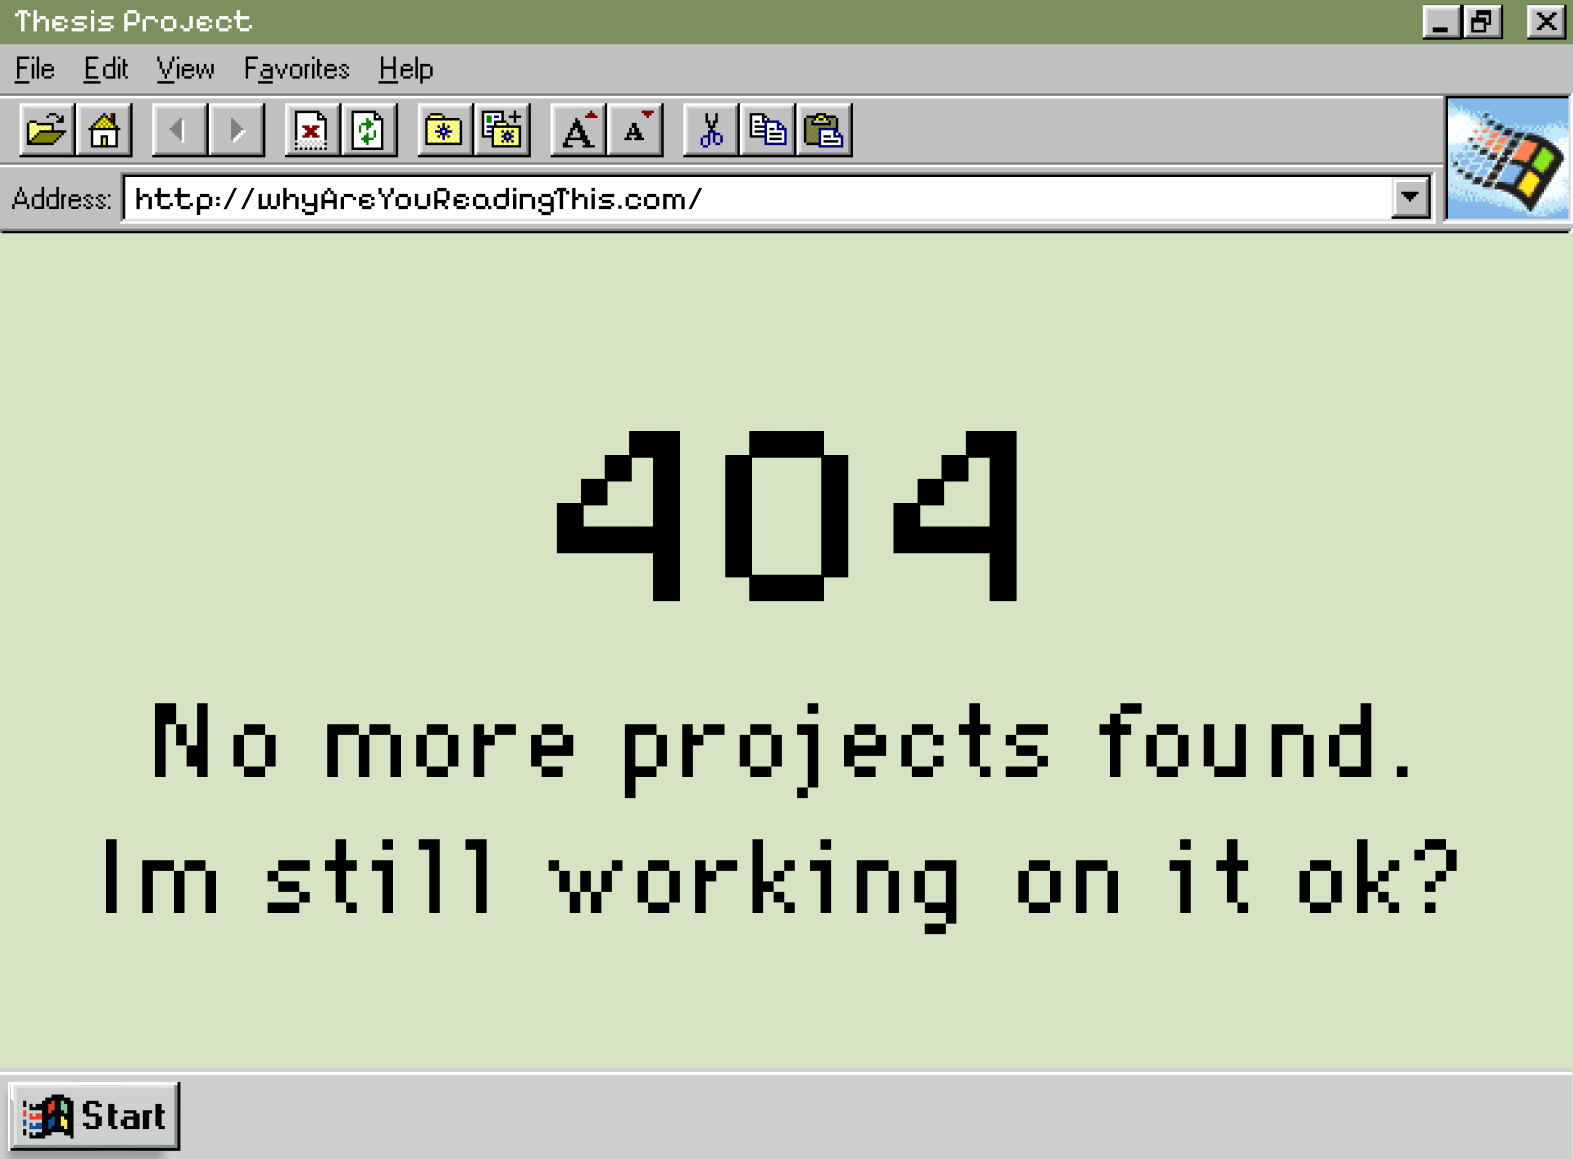 Thesis Project
File Edit View Favorites Help
A A
Address: http://whyAreYouReadingThis.com/
404
No more projects found.
Im still working on it ok?
Start